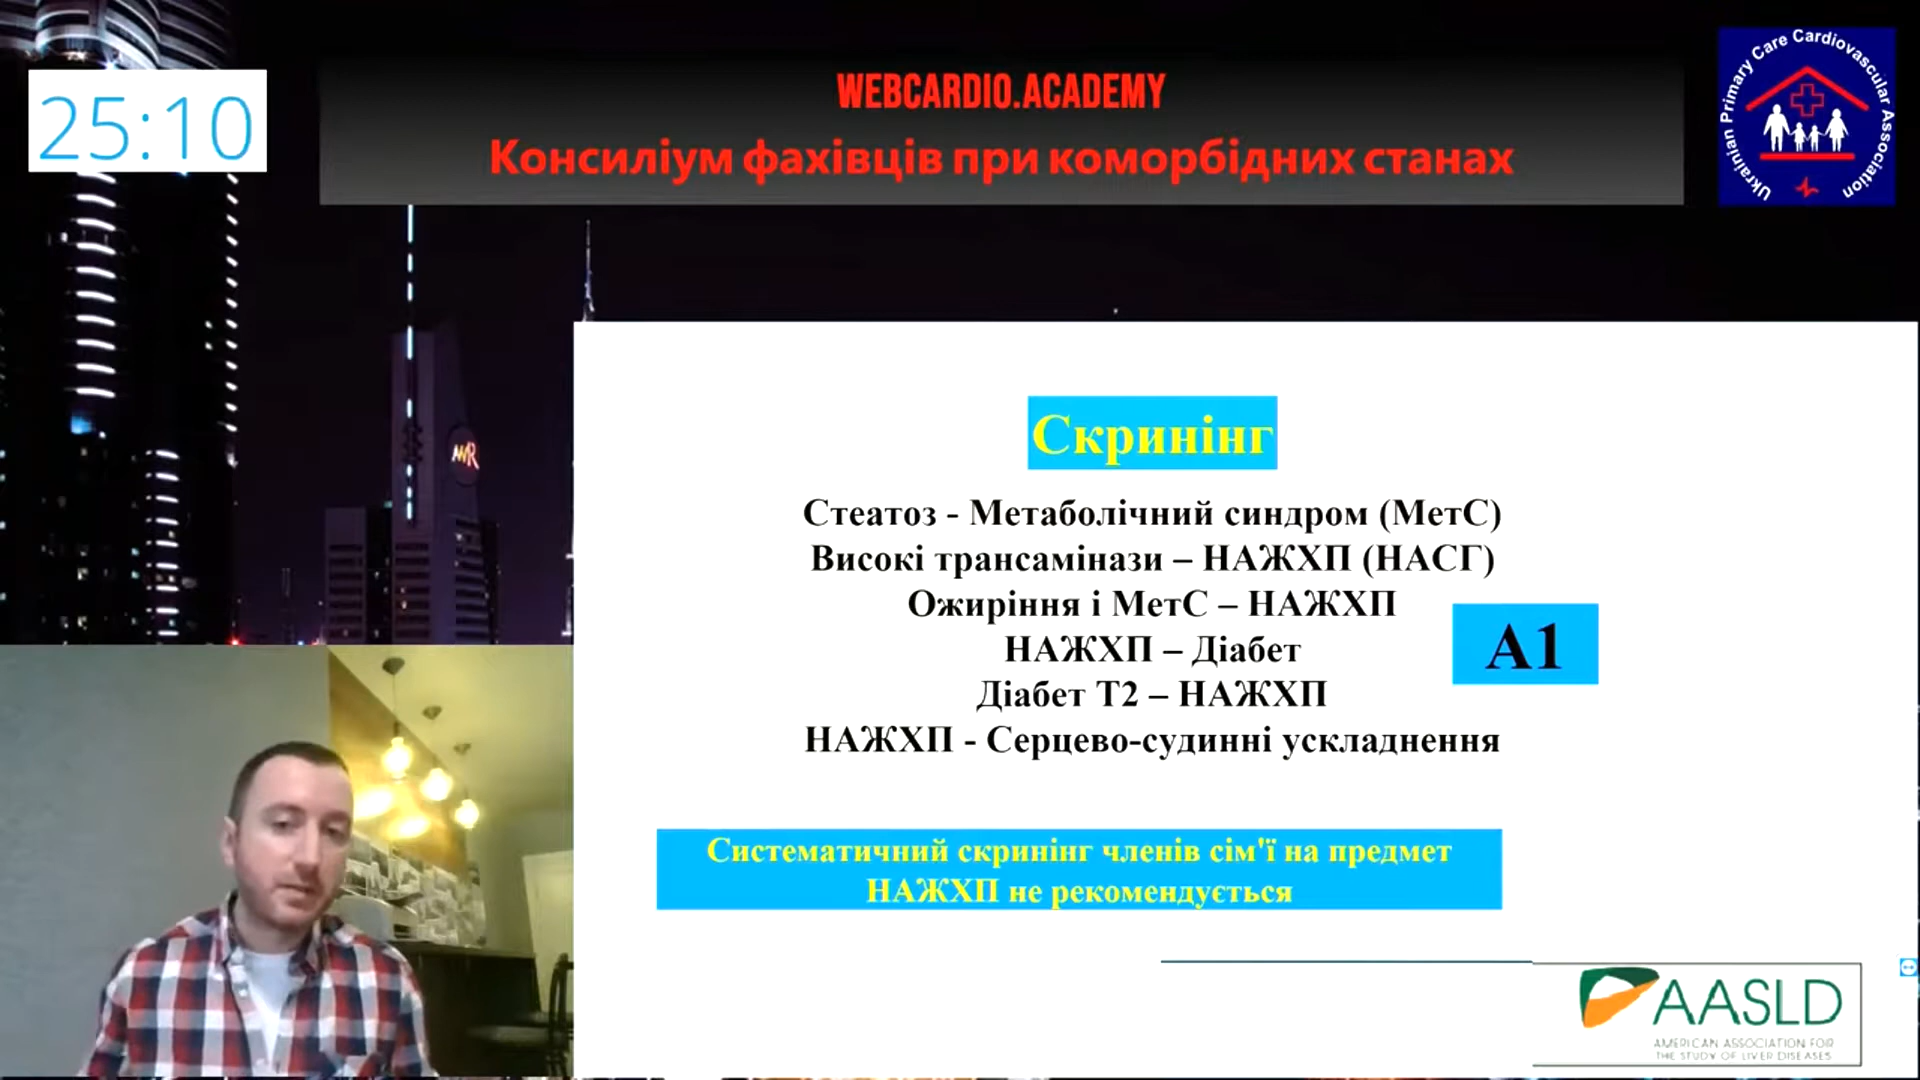 25:10
WEBCARDIO.ACADEMY
Консиліум фахівців при коморбідних станах
Ukrainian Primary Care Cardiovascular Association
AWR
Скринінг
Стеатоз - Метаболічний синдром (МетС)
Високі трансамінази – НАЖХП (НАСГ)
Ожиріння і МетС – НАЖХП
НАЖХП – Діабет
A1
Діабет Т2 – НАЖХП
НАЖХП - Серцево-судинні ускладнення
Систематичний скринінг членів сім'ї на предмет
НАЖХП не рекомендується
AASLD
AMERICAN ASSOCIATION FOR
THE STUDY OF LIVER DISEASES